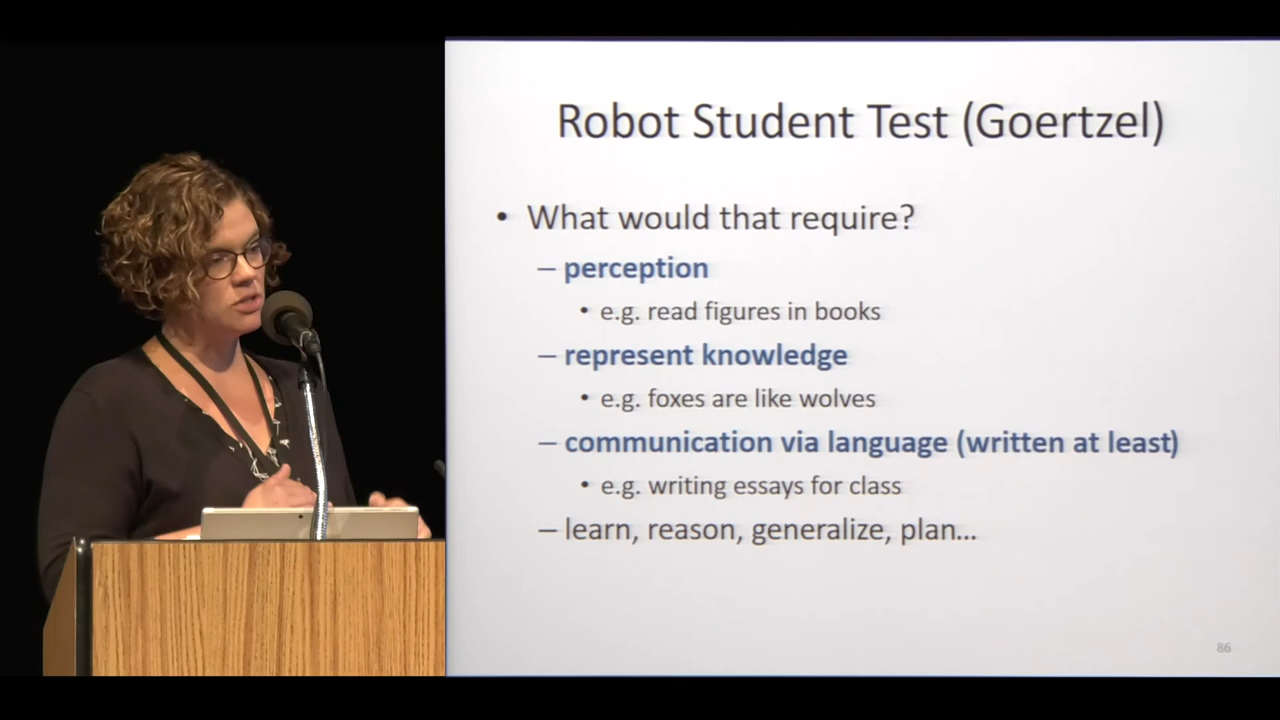 Robot Student Test (Goertzel)
• What would that require?
– perception
• e.g. read figures in books
– represent knowledge
• e.g. foxes are like wolves
– communication via language (written at least)
• e.g. writing essays for class
– learn, reason, generalize, plan...
86